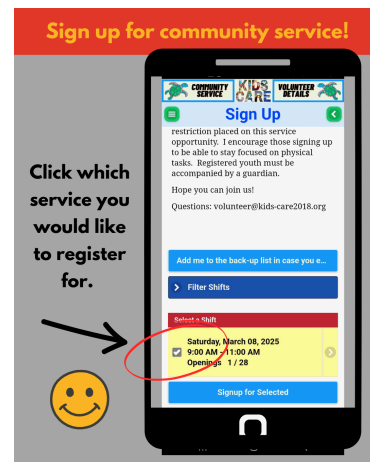 Sign up for community service!
COMMUNITY
SERVICE
KIDS
CARE
VOLUNTEER
DETAILS
Sign Up
restriction placed on this service
opportunity. I encourage those signing up
to be able to stay focused on physical
tasks. Registered youth must be
accompanied by a guardian.
Hope you can join us!
Questions: volunteer@kids-care2018.org
Click which
service you
would like
to register
for.
Add me to the back-up list in case you e...
Filter Shifts
Select a Shift
Saturday, March 08, 2025
9:00 AM - 11:00 AM
Openings 1 / 28
Signup for Selected